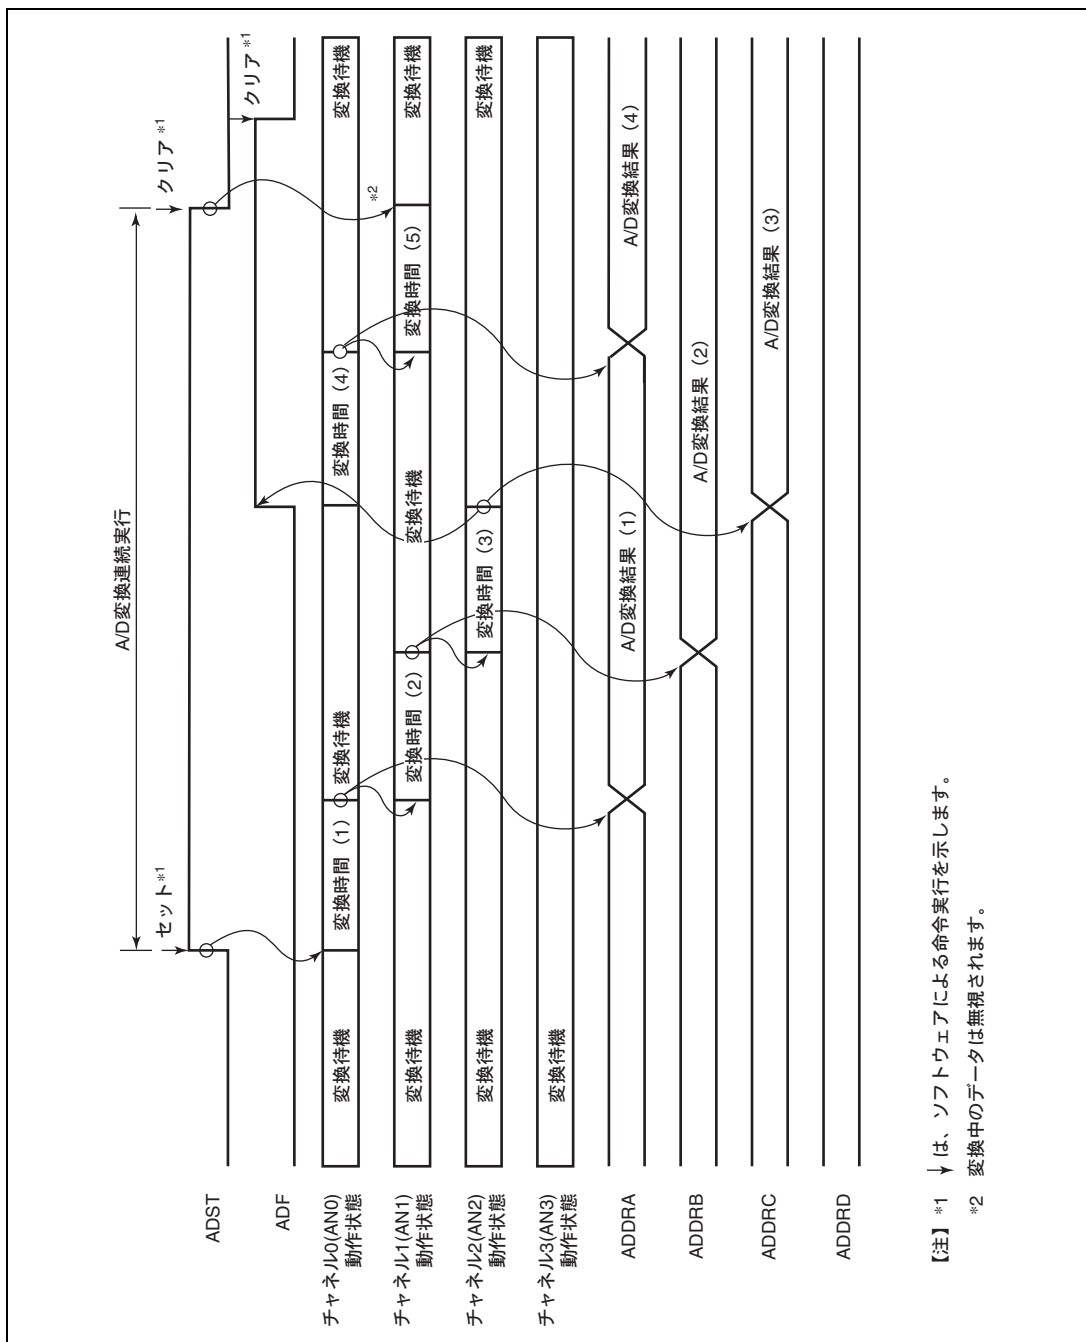 A/D変換連続実行
セット*1
クリア*1
クリア*1
ADST
ADF
チャネル0(AN0)
動作状態
変換待機
変換時間（1）
変換待機
変換時間（4）
変換待機
チャネル1(AN1)
動作状態
変換待機
変換時間（2）
変換待機
変換時間（5）
*2
変換待機
チャネル2(AN2)
動作状態
変換待機
変換時間（3）
変換待機
チャネル3(AN3)
動作状態
変換待機
ADDRA
A/D変換結果（1）
A/D変換結果（4）
ADDRB
A/D変換結果（2）
ADDRC
A/D変換結果（3）
ADDRD
【注】*1 ↓は、ソフトウェアによる命令実行を示します。
*2 変換中のデータは無視されます。